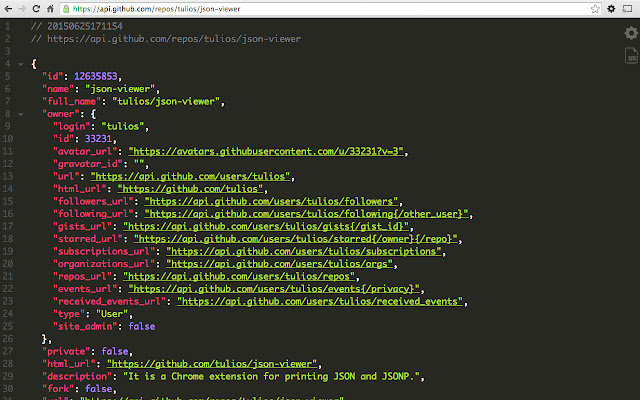 https://api.github.com/repos/tulios/json-viewer
1 // 20150625171154
2 // https://api.github.com/repos/tulios/json-viewer
3
4 {
5 "id": 12635853,
6 "name": "json-viewer",
7 "full_name": "tulios/json-viewer",
8 "owner": {
9 "login": "tulios",
10 "id": 33231,
11 "avatar_url": "https://avatars.githubusercontent.com/u/33231?v=3",
12 "gravatar_id": "",
13 "url": "https://api.github.com/users/tulios",
14 "html_url": "https://github.com/tulios",
15 "followers_url": "https://api.github.com/users/tulios/followers",
16 "following_url": "https://api.github.com/users/tulios/following{/other_user}",
17 "gists_url": "https://api.github.com/users/tulios/gists{/gist_id}",
18 "starred_url": "https://api.github.com/users/tulios/starred{/owner}{/repo}",
19 "subscriptions_url": "https://api.github.com/users/tulios/subscriptions",
20 "organizations_url": "https://api.github.com/users/tulios/orgs",
21 "repos_url": "https://api.github.com/users/tulios/repos",
22 "events_url": "https://api.github.com/users/tulios/events{/privacy}",
23 "received_events_url": "https://api.github.com/users/tulios/received_events",
24 "type": "User",
25 "site_admin": false
26 },
27 "private": false,
28 "html_url": "https://github.com/tulios/json-viewer",
29 "description": "It is a Chrome extension for printing JSON and JSONP.",
30 "fork": false,